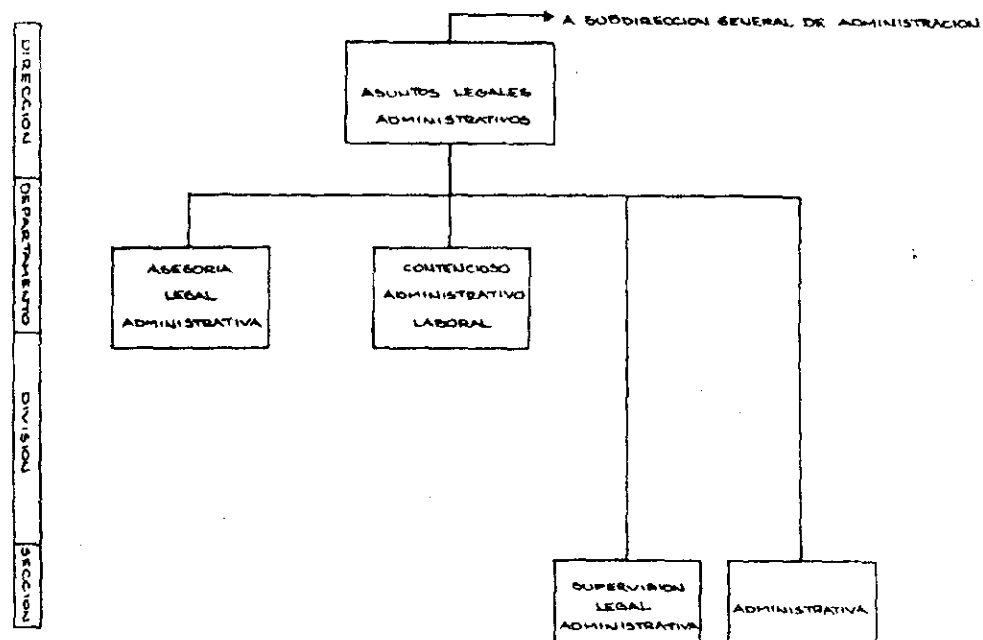 A SUBDIRECCION GENERAL DE ADMINISTRACION
DIRECCION
ASUNTOS LEGALES
ADMINISTRATIVOS
DEPARTAMENTO
ASESORIA
LEGAL
ADMINISTRATIVA
CONTENCIOSO
ADMINISTRATIVO
LABORAL
DIVISION
SECCION
SUPERVISION
LEGAL
ADMINISTRATIVA
ADMINISTRATIVA